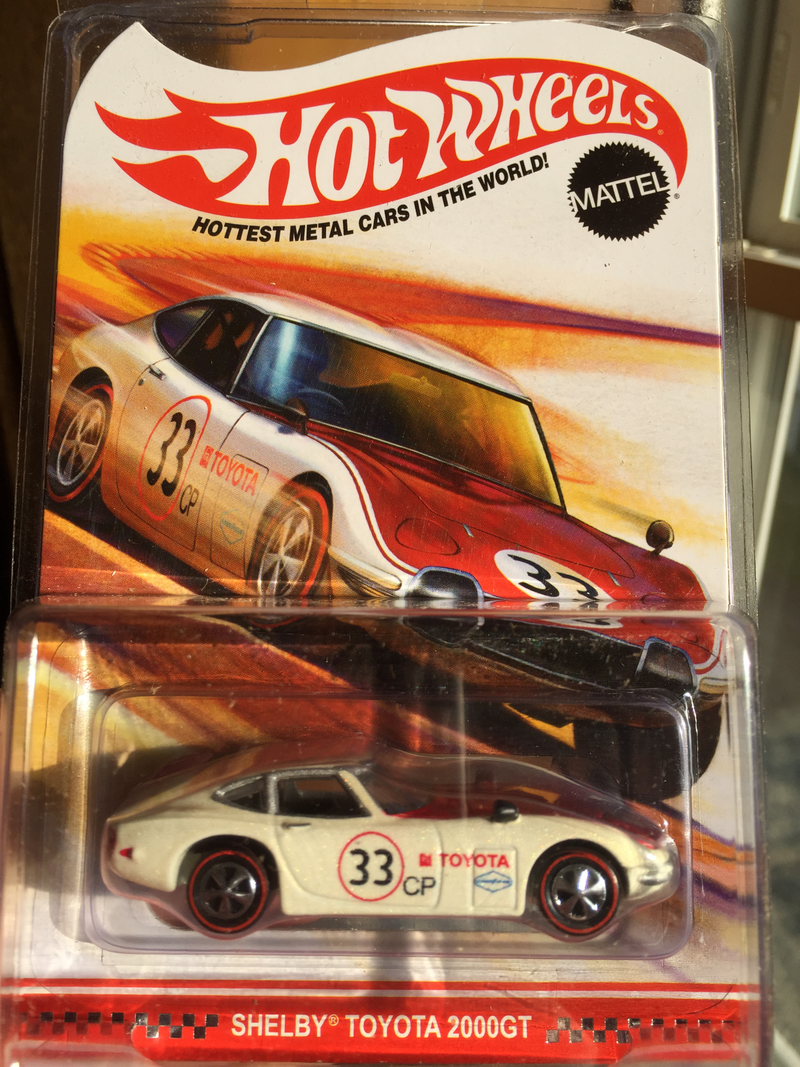 HOT WHEELS®
HOTTEST METAL CARS IN THE WORLD!
MATTEL®
33
CP
TOYOTA
33
33
CP
TOYOTA
SHELBY® TOYOTA 2000GT